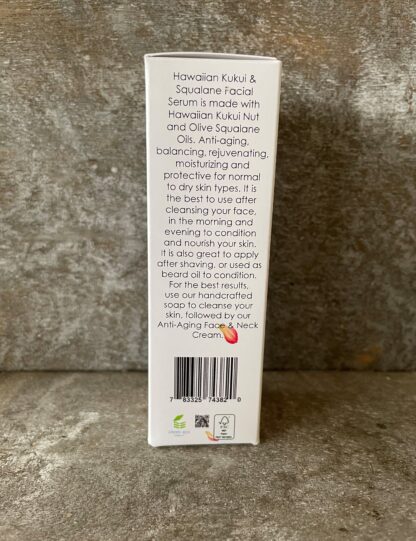 Hawaiian Kukui &
Squalane Facial
Serum is made with
Hawaiian Kukui Nut
and Olive Squalane
Oils. Anti-aging,
balancing, rejuvenating,
moisturizing and
protective for normal
to dry skin types. It is
the best to use after
cleansing your face,
in the morning and
evening to condition
and nourish your skin.
It is also great to apply
after shaving, or used as
beard oil to condition.
For the best results,
use our handcrafted
soap to cleanse your
skin, followed by our
Anti-Aging Face & Neck
Cream.
7 83325 74382 0
FSC